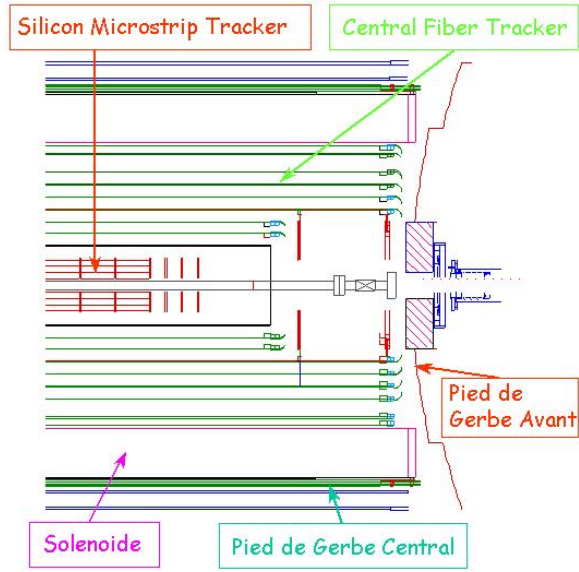 Silicon Microstrip Tracker
Central Fiber Tracker
Pied de
Gerbe Avant
Solenoide
Pied de Gerbe Central